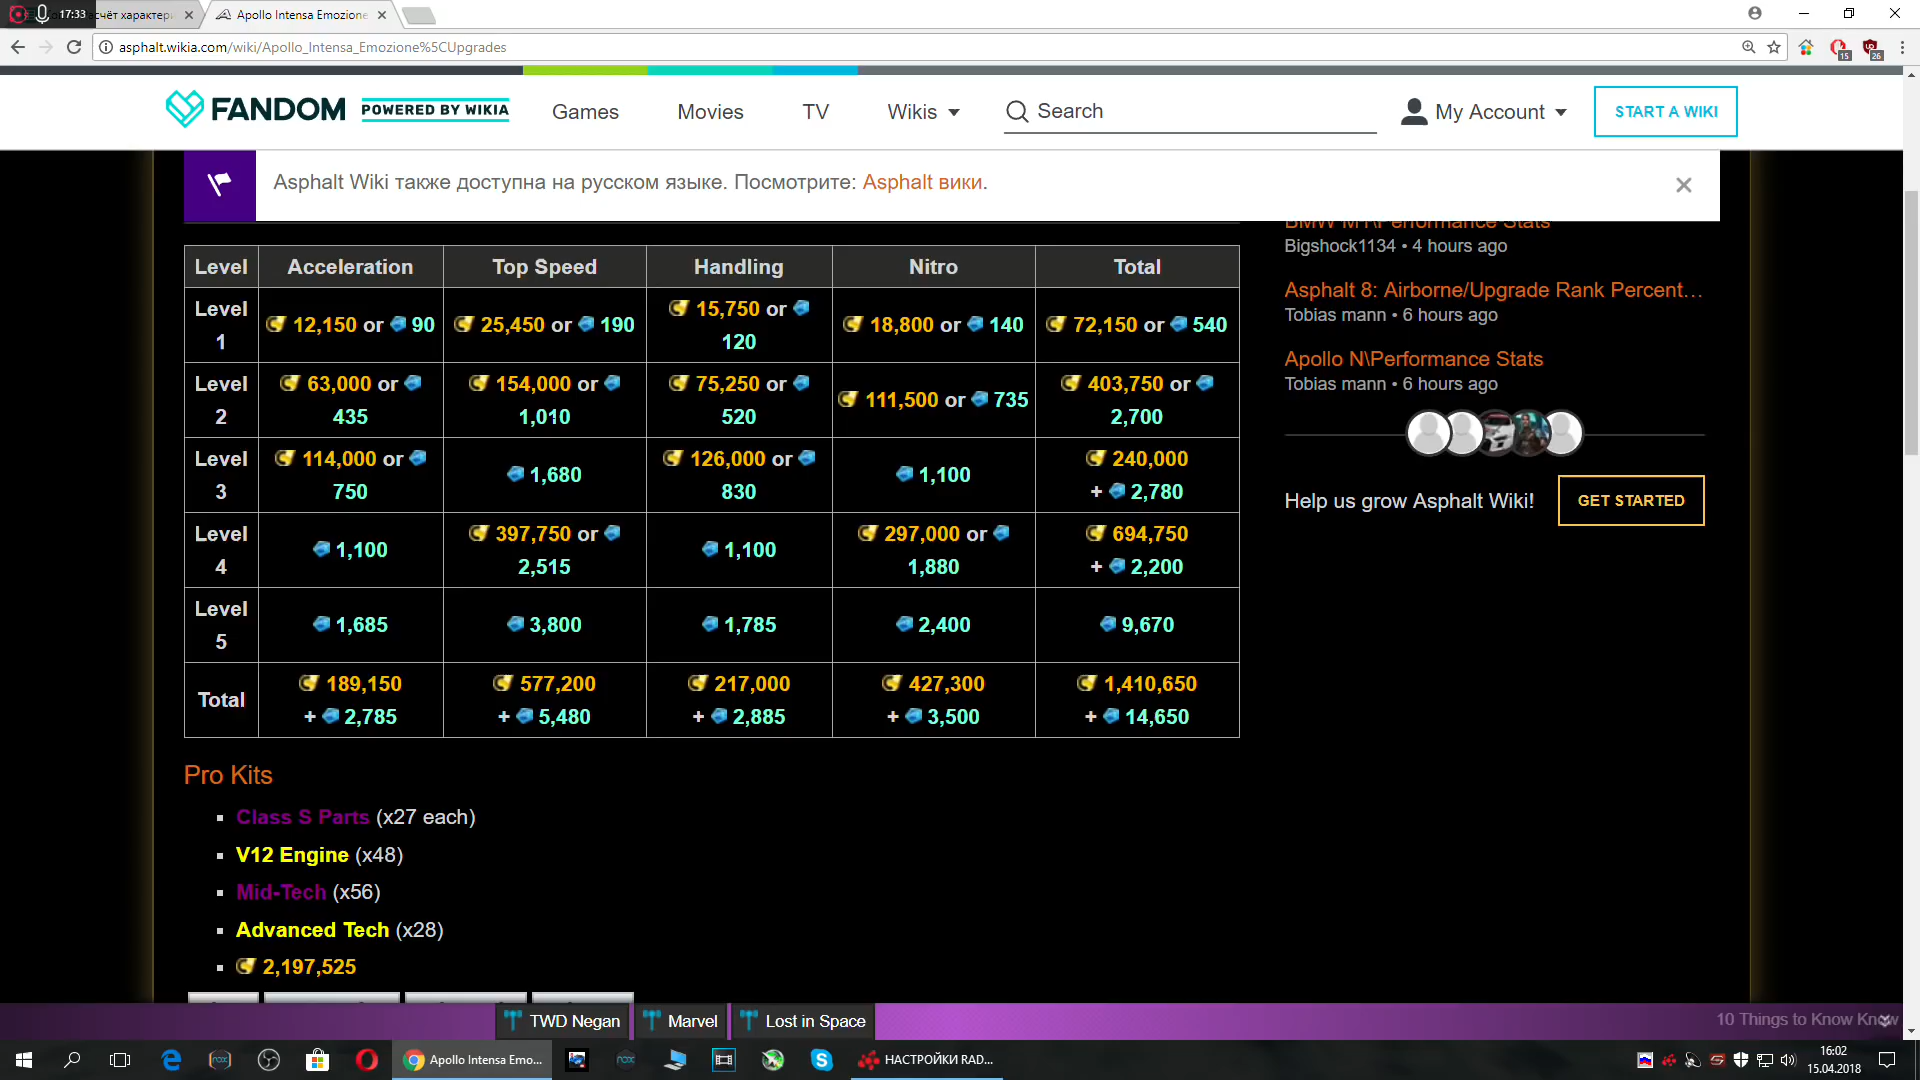 17:33
Apollo Intensa Emozione
asphalt.wikia.com/wiki/Apollo_Intensa_Emozione%5CUpgrades
15
26
FANDOM POWERED BY WIKIA
Games Movies TV Wikis Search My Account START A WIKI
Asphalt Wiki также доступна на русском языке. Посмотрите: Asphalt вики.
BMW M1\Performance Stats
Bigshock1134 • 4 hours ago
Asphalt 8: Airborne/Upgrade Rank Percent...
Tobias mann • 6 hours ago
Apollo N\Performance Stats
Tobias mann • 6 hours ago
Help us grow Asphalt Wiki! GET STARTED
Level Acceleration Top Speed Handling Nitro Total
Level 1 12,150 or 90 25,450 or 190 15,750 or 120 18,800 or 140 72,150 or 540
Level 2 63,000 or 435 154,000 or 1,010 75,250 or 520 111,500 or 735 403,750 or 2,700
Level 3 114,000 or 750 1,680 126,000 or 830 1,100 240,000 + 2,780
Level 4 1,100 397,750 or 2,515 1,100 297,000 or 1,880 694,750 + 2,200
Level 5 1,685 3,800 1,785 2,400 9,670
Total 189,150 + 2,785 577,200 + 5,480 217,000 + 2,885 427,300 + 3,500 1,410,650 + 14,650
Pro Kits
Class S Parts (x27 each)
V12 Engine (x48)
Mid-Tech (x56)
Advanced Tech (x28)
2,197,525
TWD Negan Marvel Lost in Space
10 Things to Know
Apollo Intensa Emo...
НАСТРОЙКИ RAD...
16:02
15.04.2018